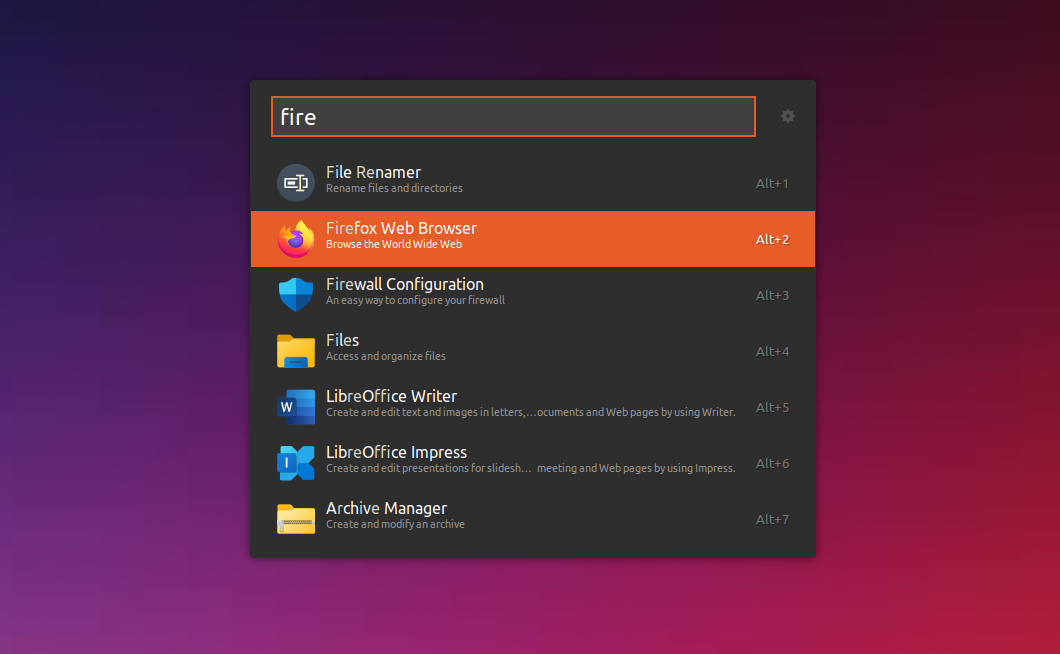 fire
File Renamer
Rename files and directories
Alt+1
Firefox Web Browser
Browse the World Wide Web
Alt+2
Firewall Configuration
An easy way to configure your firewall
Alt+3
Files
Access and organize files
Alt+4
W
LibreOffice Writer
Create and edit text and images in letters,...ocuments and Web pages by using Writer.
Alt+5
I
LibreOffice Impress
Create and edit presentations for slidesh... meeting and Web pages by using Impress.
Alt+6
Archive Manager
Create and modify an archive
Alt+7